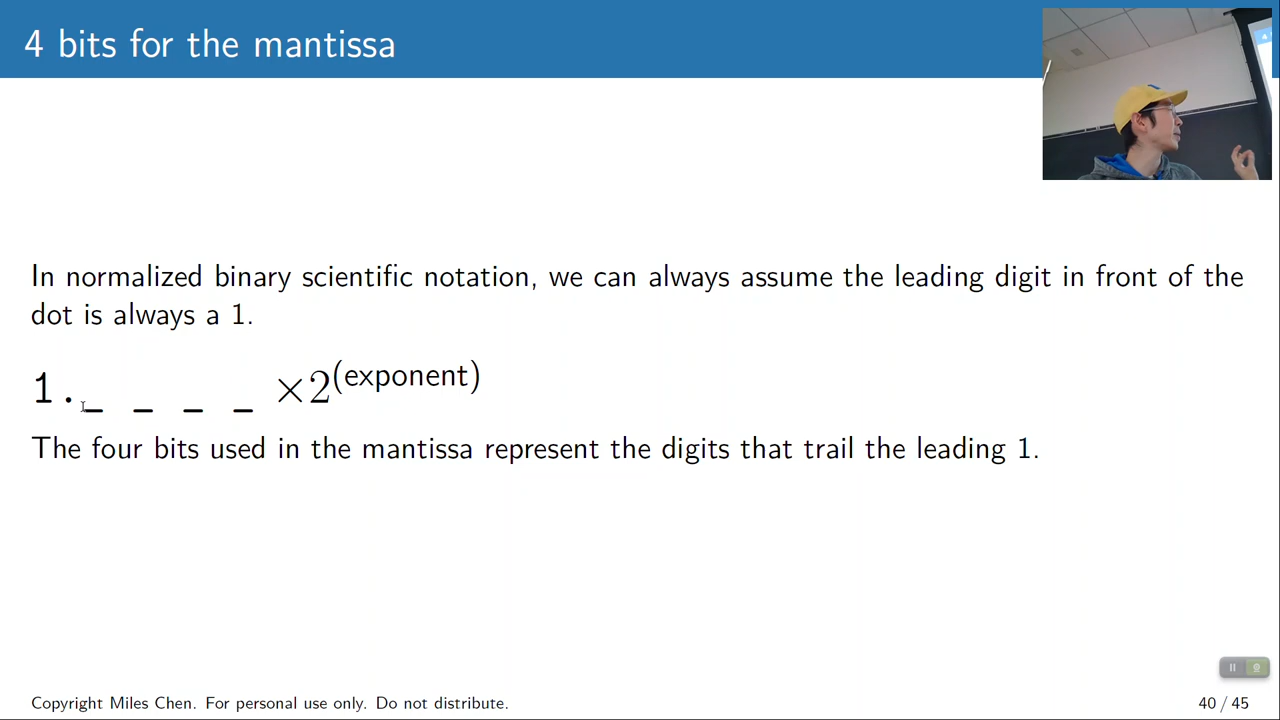 4 bits for the mantissa
In normalized binary scientific notation, we can always assume the leading digit in front of the
dot is always a 1.
1._ _ _ _ ×2^(exponent)
The four bits used in the mantissa represent the digits that trail the leading 1.
Copyright Miles Chen. For personal use only. Do not distribute.
40 / 45